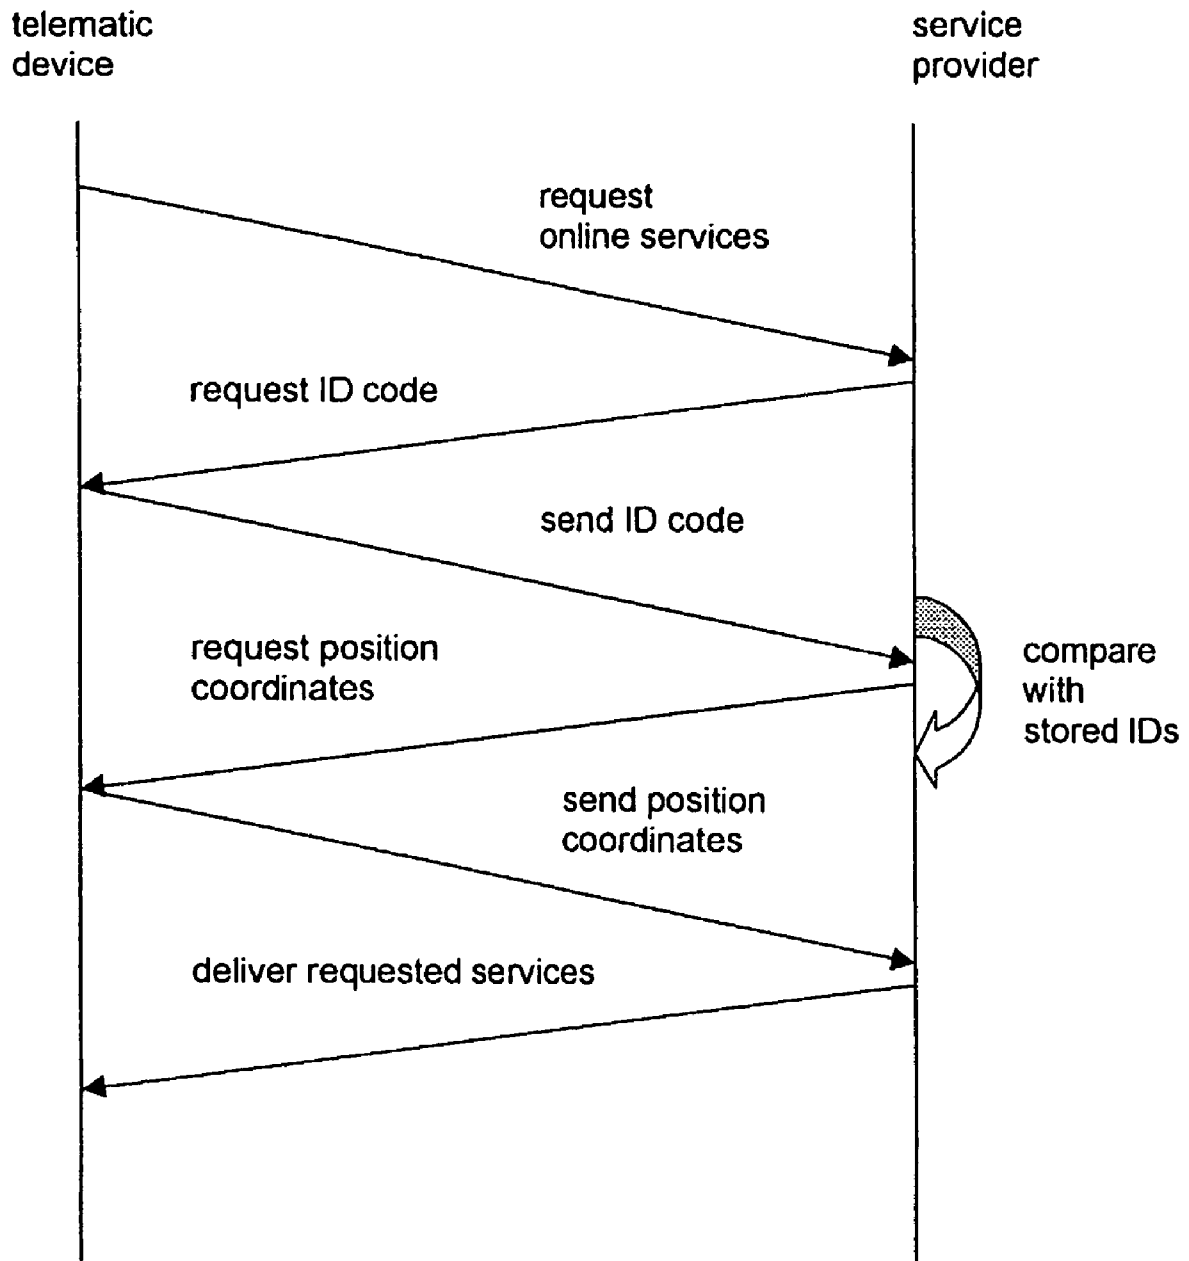 telematic
device
service
provider
request
online services
request ID code
send ID code
request position
coordinates
compare
with
stored IDs
send position
coordinates
deliver requested services